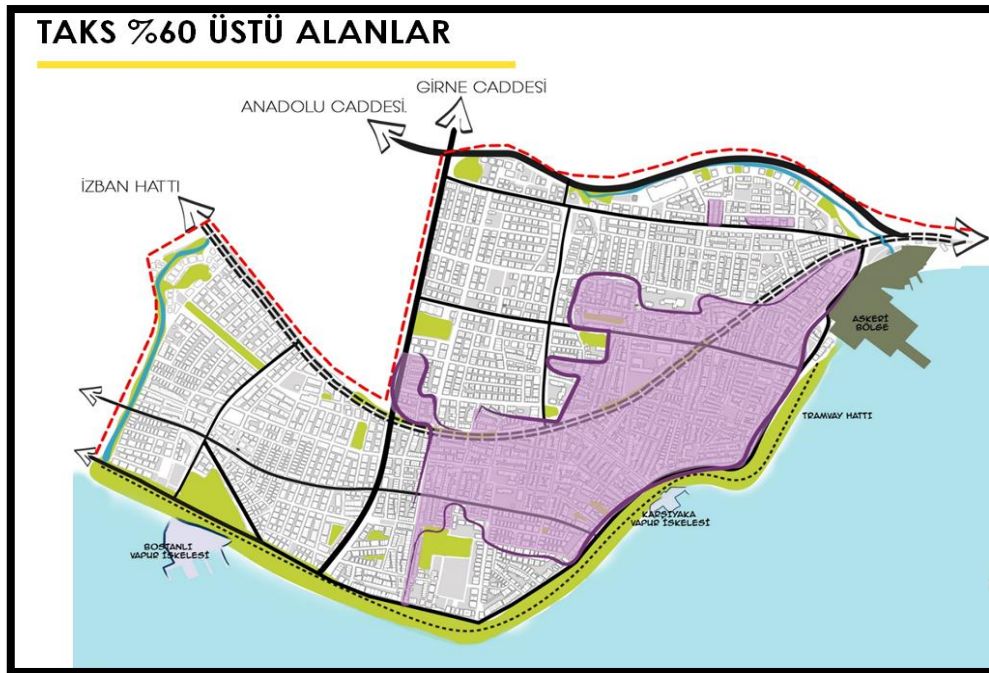 TAKS %60 ÜSTÜ ALANLAR
GİRNE CADDESİ
ANADOLU CADDESİ.
İZBAN HATTI
ASKERİ
BÖLGE
TRAMVAY HATTI
KARŞIYAKA
VAPUR İSKELESİ
BOSTANLI
VAPUR İSKELESİ